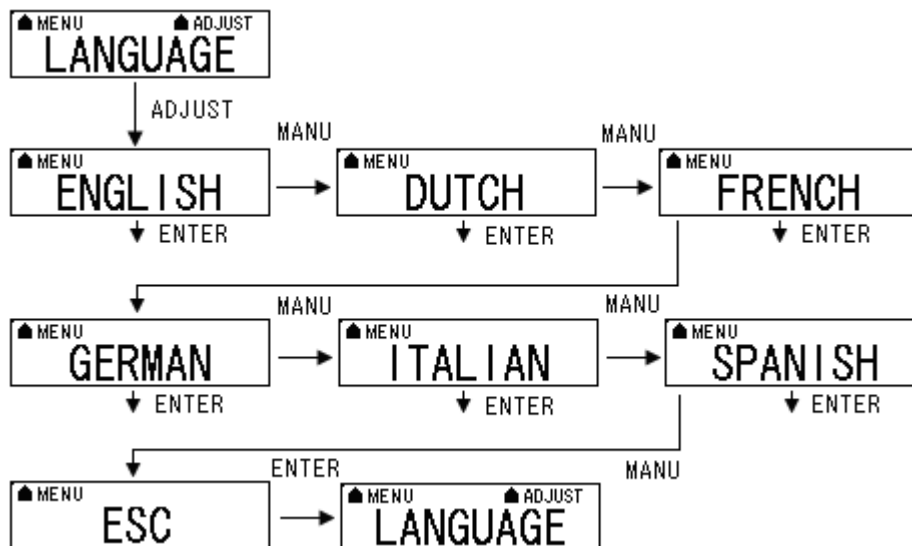 MENU ADJUST
LANGUAGE
ADJUST
MANU MANU
MENU MENU MENU
ENGLISH DUTCH FRENCH
ENTER ENTER ENTER
MANU MANU
MENU MENU MENU
GERMAN ITALIAN SPANISH
ENTER ENTER ENTER
ENTER MANU
MENU MENU ADJUST
ESC LANGUAGE